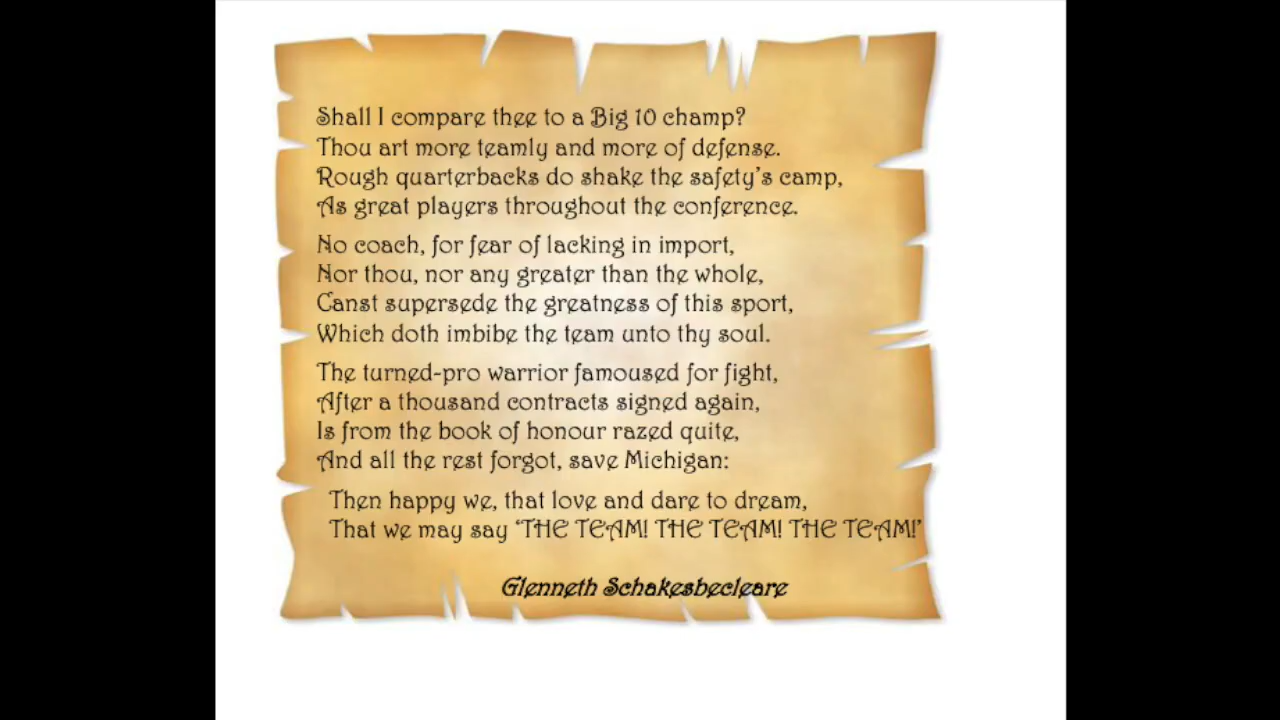 Shall I compare thee to a Big 10 champ?
Thou art more teamly and more of defense.
Rough quarterbacks do shake the safety's camp,
As great players throughout the conference.
No coach, for fear of lacking in import,
Nor thou, nor any greater than the whole,
Canst supersede the greatness of this sport,
Which doth imbibe the team unto thy soul.
The turned-pro warrior famoused for fight,
After a thousand contracts signed again,
Is from the book of honour razed quite,
And all the rest forgot, save Michigan:
Then happy we, that love and dare to dream,
That we may say 'THE TEAM! THE TEAM! THE TEAM!'
Glenneth Schakesbecleare